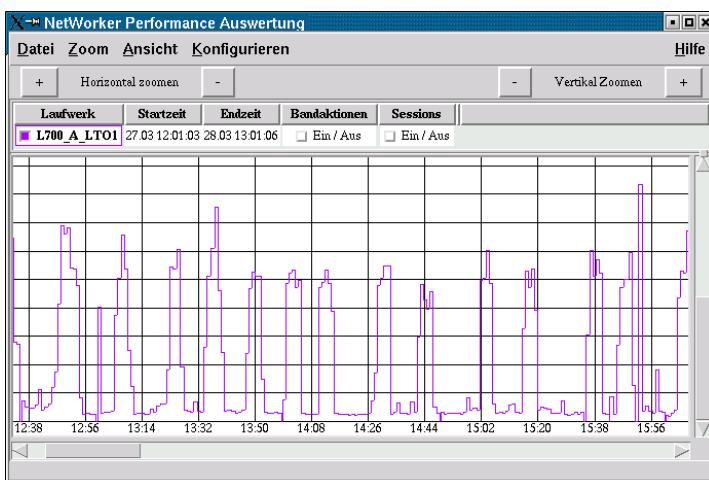 NetWorker Performance Auswertung
Datei Zoom Ansicht Konfigurieren Hilfe
+ Horizontal zoomen - - Vertikal Zoomen +
Laufwerk Startzeit Endzeit Bandaktionen Sessions
L700_A_LTO1 27.03 12:01:03 28.03 13:01:06 Ein / Aus Ein / Aus
12:38 12:56 13:14 13:32 13:50 14:08 14:26 14:44 15:02 15:20 15:38 15:56